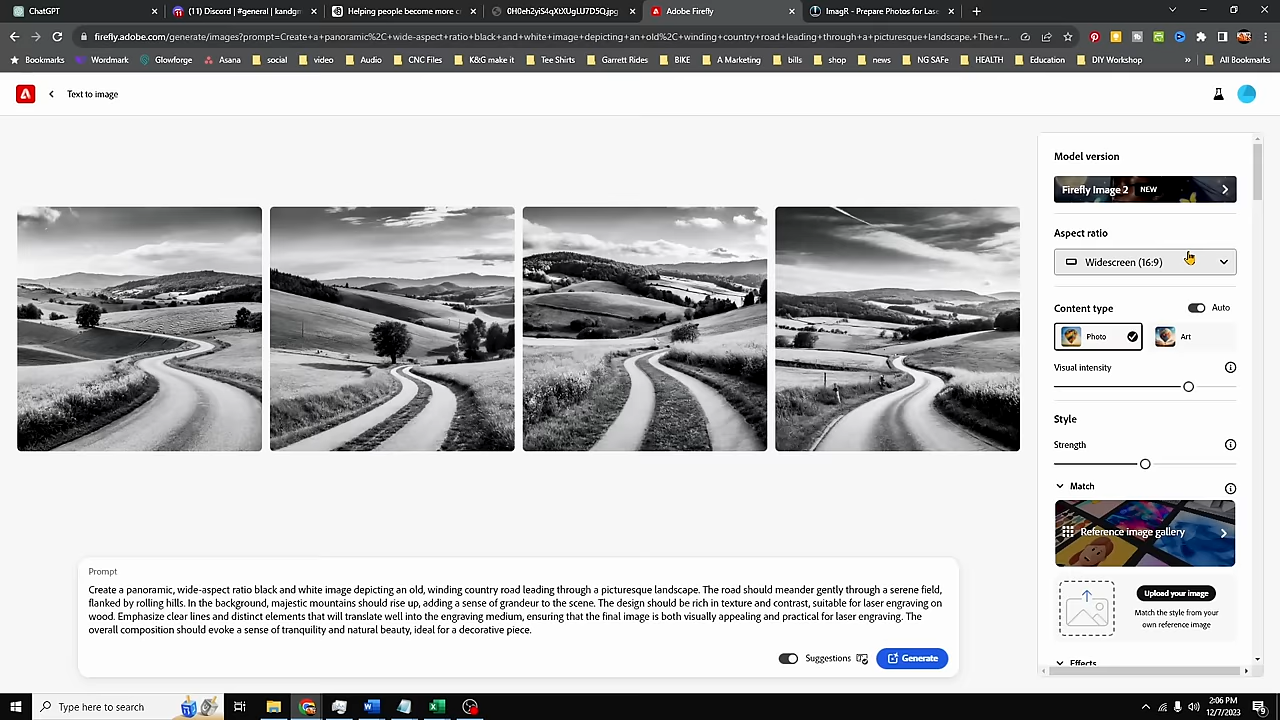 ChatGPT
(11) Discord | #general | kandgr
Helping people become more c
0H0eh2yiS4qXtXUgLU7D5Qjpg
Adobe Firefly
ImagR - Prepare Photos for Lase
firefly.adobe.com/generate/images?prompt=Create+a+panoramic%2C+wide-aspect+ratio+black+and+white+image+depicting+an+old%2C+winding+country+road+leading+through+a+picturesque+landscape.+The+r...
Bookmarks
Wordmark
Glowforge
Asana
social
video
Audio
CNC Files
K&G make it
Tee Shirts
Garrett Rides
BIKE
A Marketing
bills
shop
news
NG SAFe
HEALTH
Education
DIY Workshop
»
All Bookmarks
Text to image
Model version
Firefly Image 2 NEW
Aspect ratio
Widescreen (16:9)
Content type
Auto
Photo
Art
Visual intensity
Style
Strength
Match
Reference image gallery
Upload your image
Match the style from your
own reference image
Effects
Prompt
Create a panoramic, wide-aspect ratio black and white image depicting an old, winding country road leading through a picturesque landscape. The road should meander gently through a serene field,
flanked by rolling hills. In the background, majestic mountains should rise up, adding a sense of grandeur to the scene. The design should be rich in texture and contrast, suitable for laser engraving on
wood. Emphasize clear lines and distinct elements that will translate well into the engraving medium, ensuring that the final image is both visually appealing and practical for laser engraving. The
overall composition should evoke a sense of tranquility and natural beauty, ideal for a decorative piece.
Suggestions
Generate
Type here to search
2:06 PM
12/7/2023